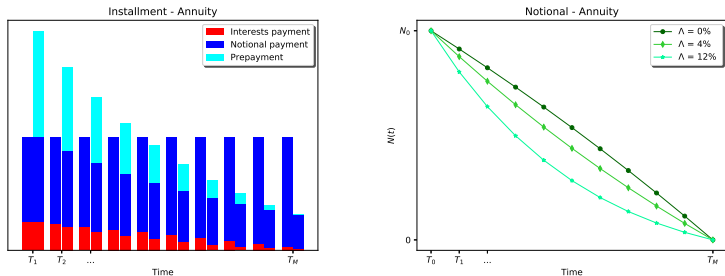 Installment - Annuity
Interests payment
Notional payment
Prepayment
T1
T2
...
TM
Time
Notional - Annuity
Λ = 0%
Λ = 4%
Λ = 12%
N0
N(t)
0
T0
T1
...
TM
Time